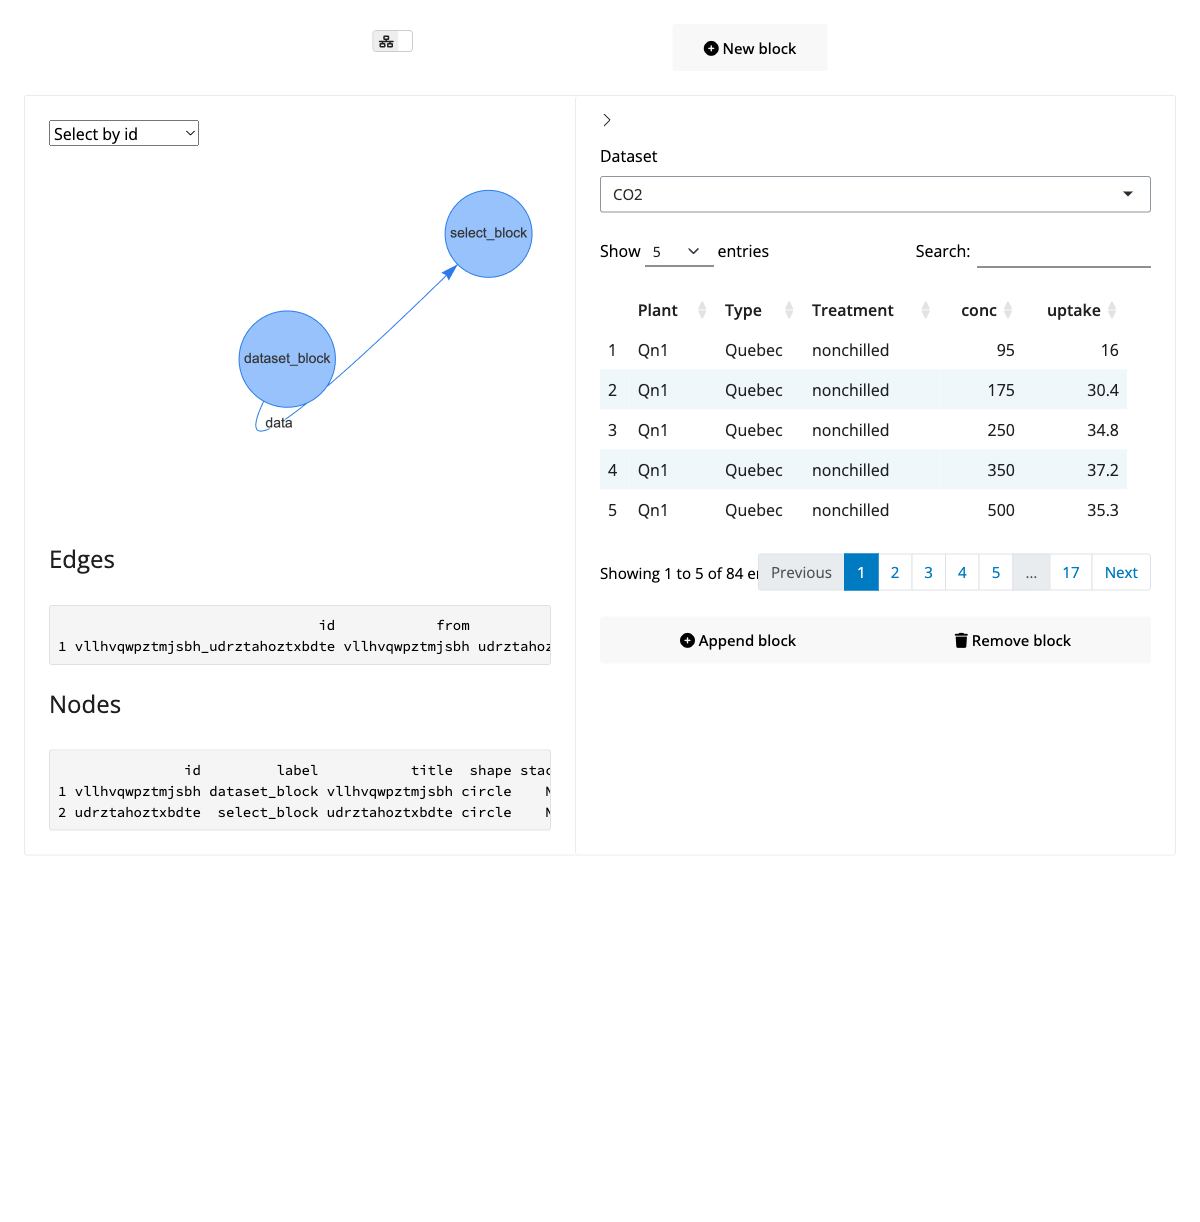 New block
Select by id
select_block
dataset_block
data
Edges
id from
1 vllhvqwpztmjsbh_udrztahoztxbdte vllhvqwpztmjsbh udrztahoz
Nodes
id label title shape stac
1 vllhvqwpztmjsbh dataset_block vllhvqwpztmjsbh circle N
2 udrztahoztxbdte select_block udrztahoztxbdte circle N
Dataset
CO2
Show 5 entries Search:
Plant Type Treatment conc uptake
1 Qn1 Quebec nonchilled 95 16
2 Qn1 Quebec nonchilled 175 30.4
3 Qn1 Quebec nonchilled 250 34.8
4 Qn1 Quebec nonchilled 350 37.2
5 Qn1 Quebec nonchilled 500 35.3
Showing 1 to 5 of 84 en Previous 1 2 3 4 5 ... 17 Next
Append block Remove block